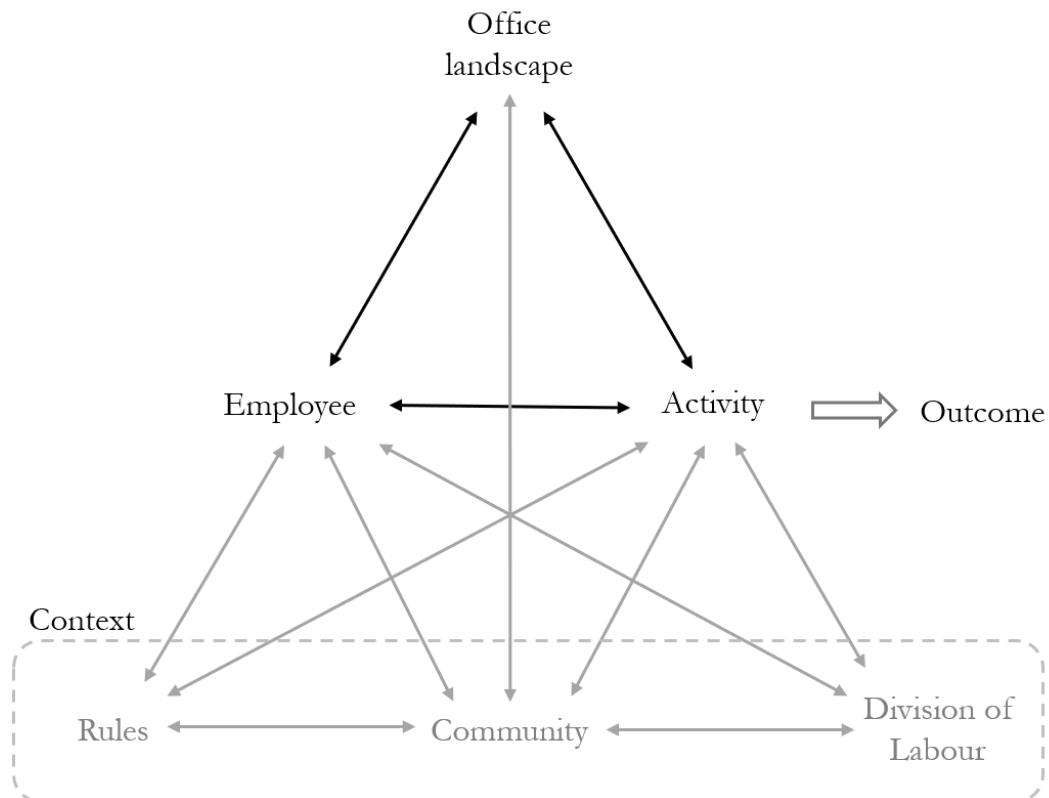 Office
landscape
Employee
Activity
Outcome
Context
Rules
Community
Division of
Labour